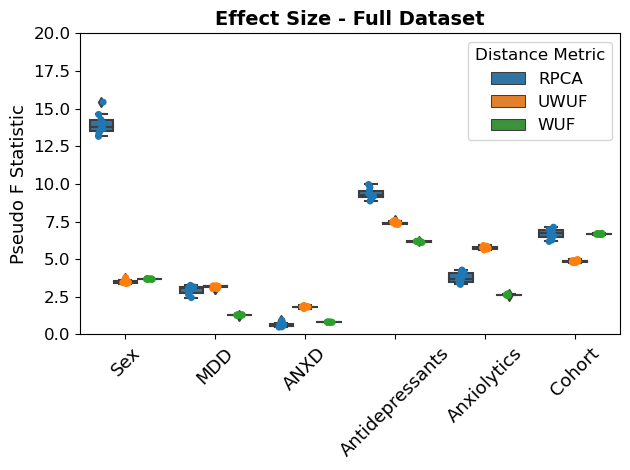 Effect Size - Full Dataset
Pseudo F Statistic
20.0
17.5
15.0
12.5
10.0
7.5
5.0
2.5
0.0
Distance Metric
RPCA
UWUF
WUF
Sex
MDD
ANXD
Antidepressants
Anxiolytics
Cohort